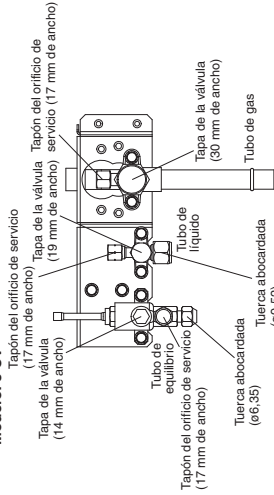 Tapón del orificio de servicio
(17 mm de ancho)
Tapa de la válvula
(14 mm de ancho)
Tapa de la válvula
(19 mm de ancho)
Tapón del orificio de
servicio (17 mm de ancho)
Tubo de
equilibrio
Tapón del orificio de servicio
(17 mm de ancho)
Tuerca abocardada
(ø6,35)
Tubo de
líquido
Tuerca abocardada
Tapa de la válvula
(30 mm de ancho)
Tubo de gas